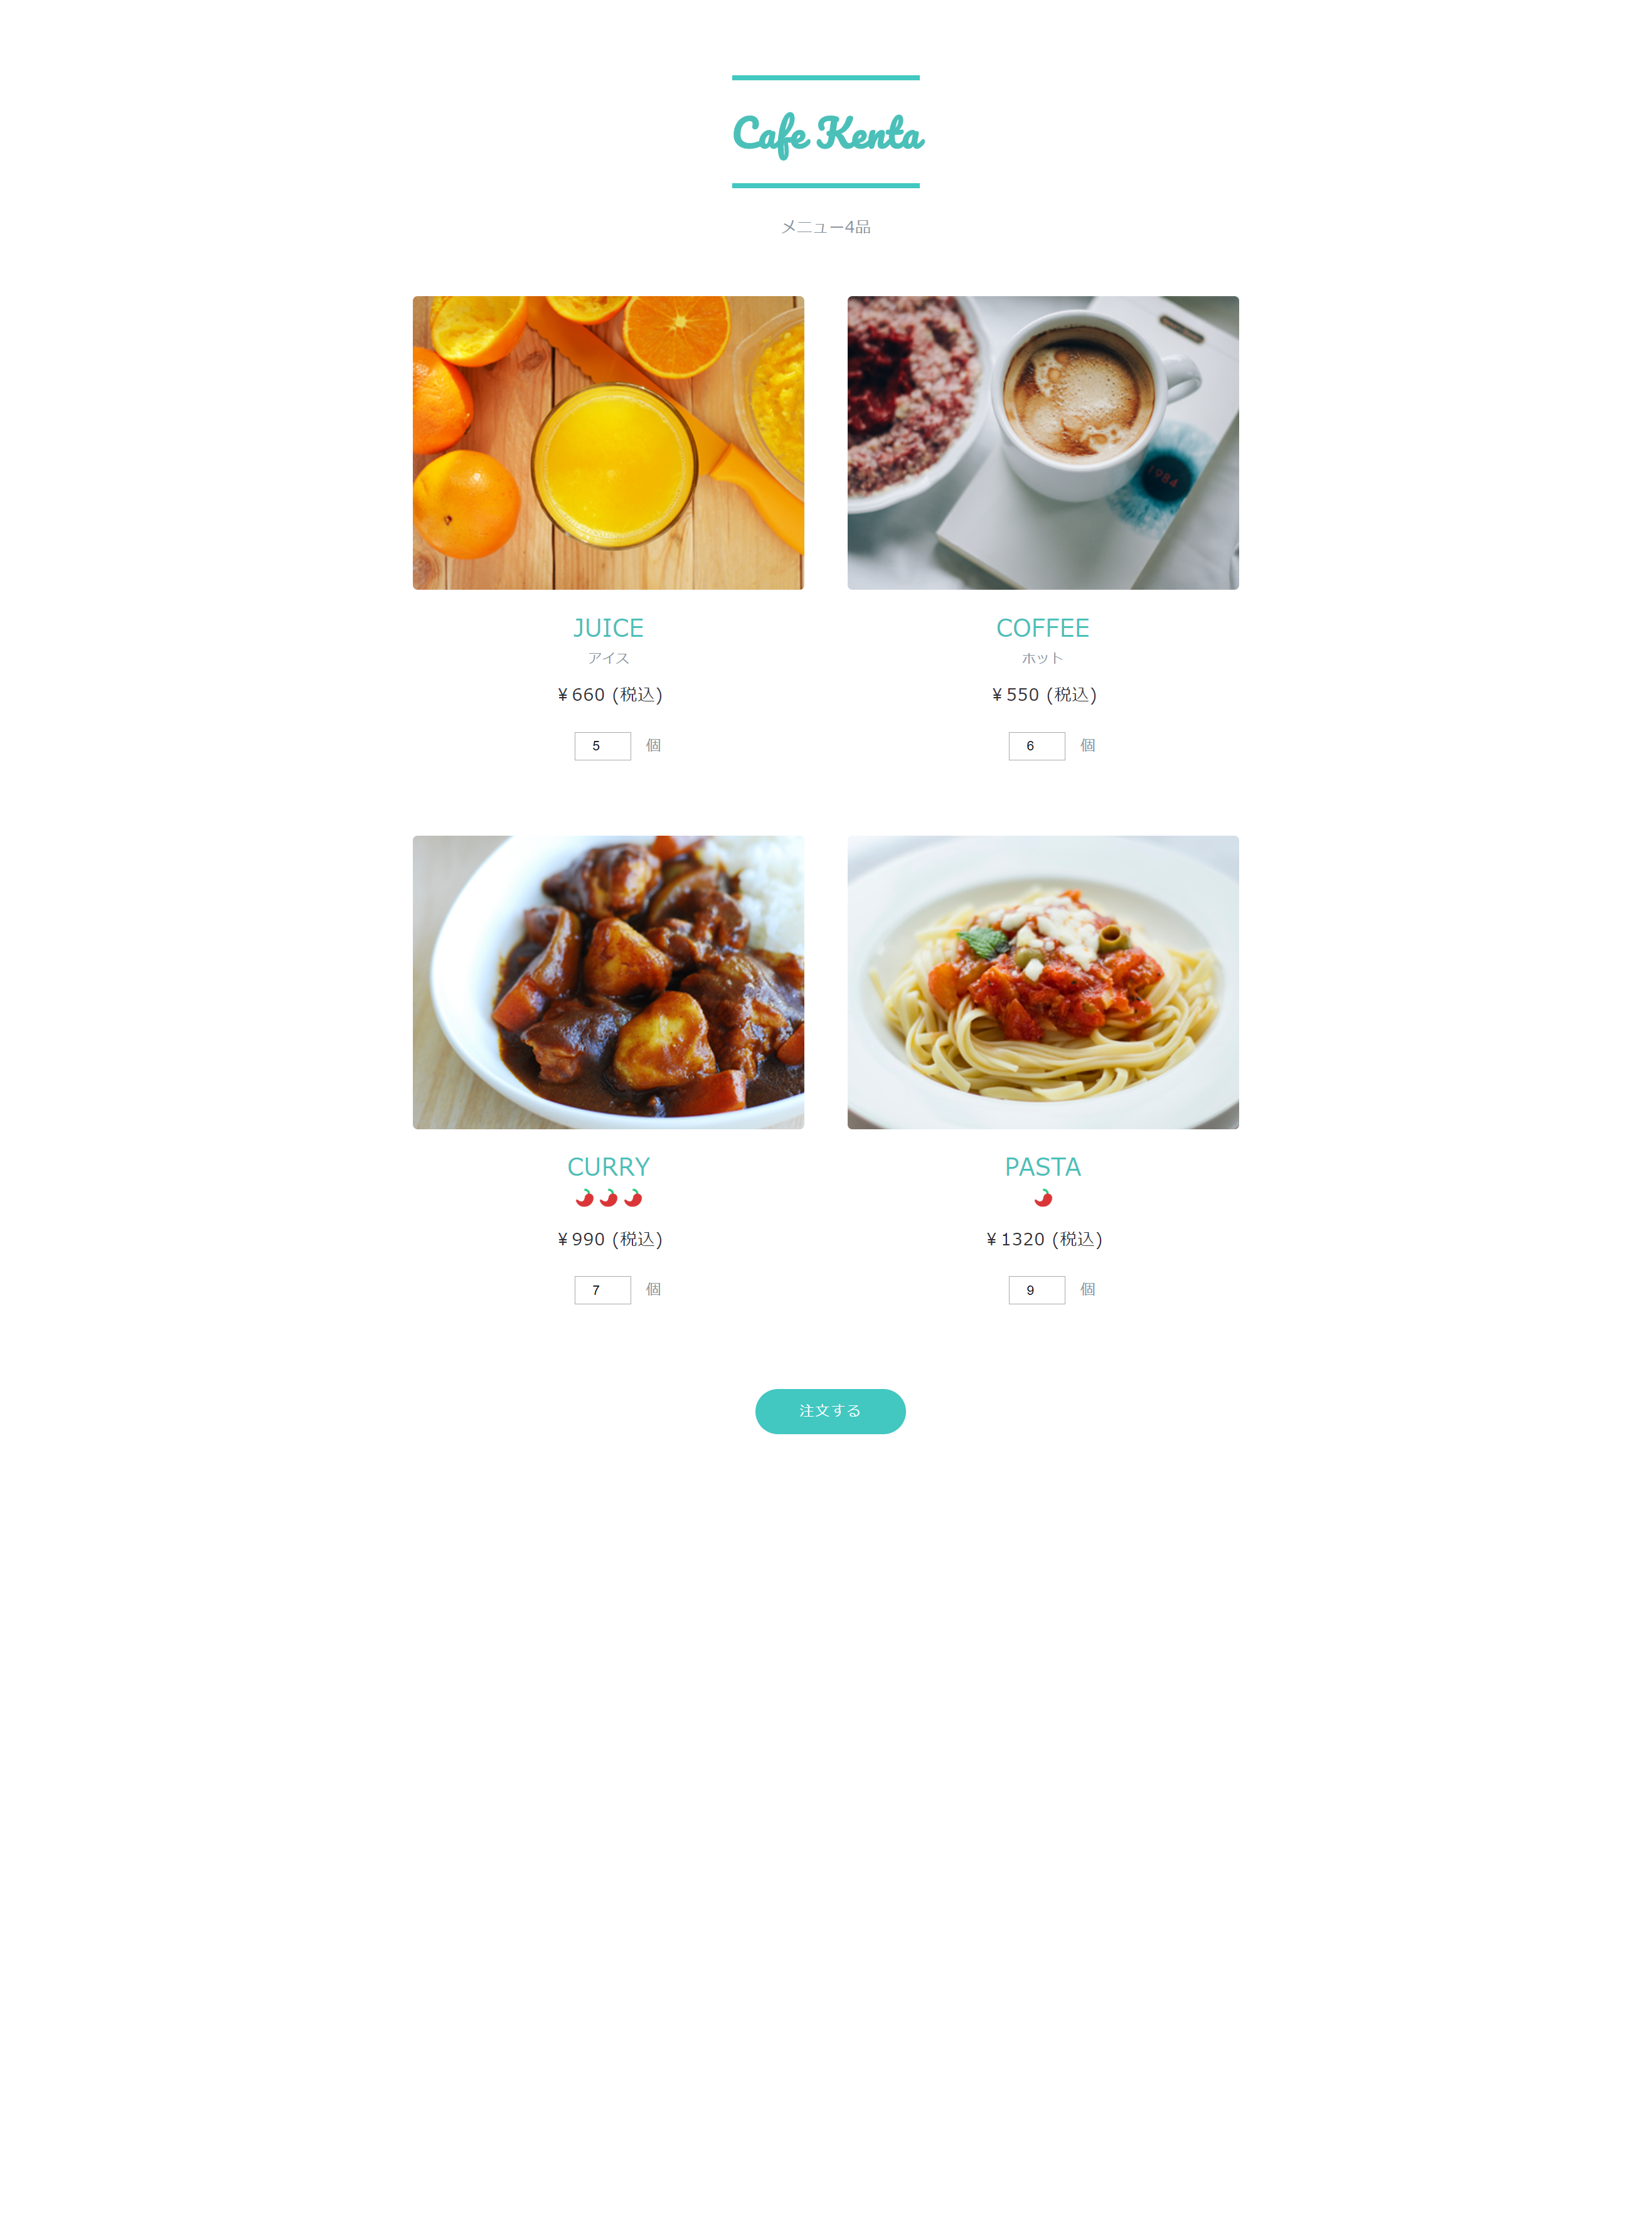 Cafe Kenta
メニュー4品
1984
JUICE
アイス
¥660 (税込)
5 個
COFFEE
ホット
¥550 (税込)
6 個
CURRY
¥990 (税込)
7 個
PASTA
¥1320 (税込)
9 個
注文する